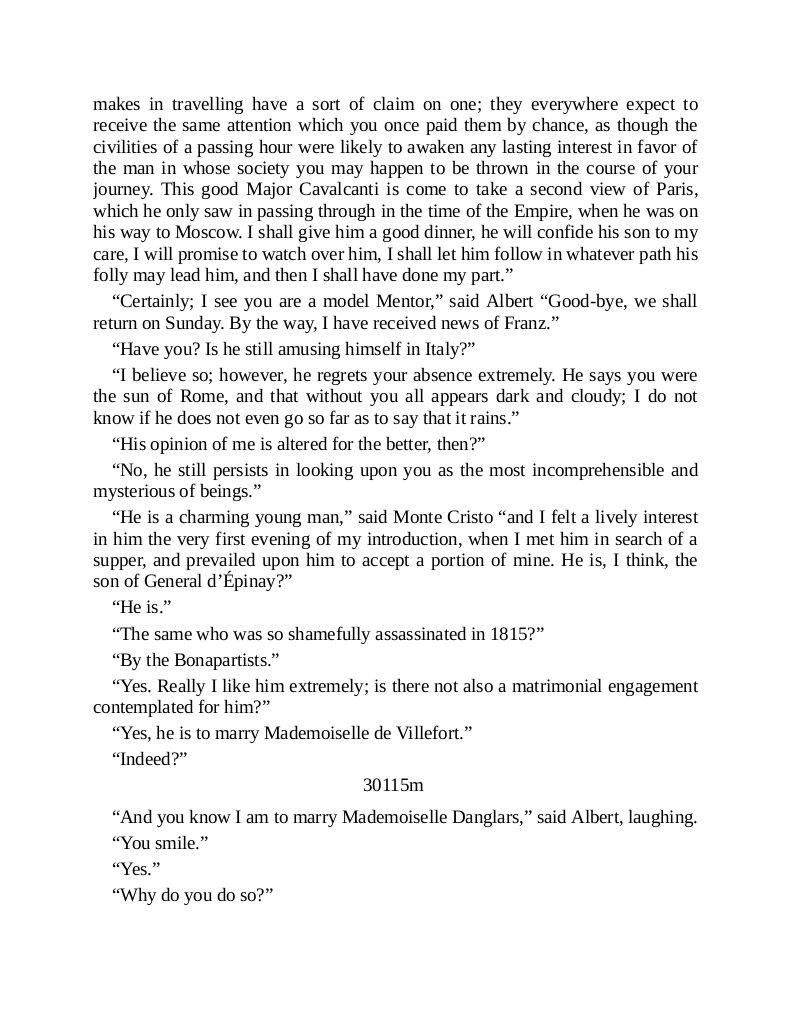 makes in travelling have a sort of claim on one; they everywhere expect to
receive the same attention which you once paid them by chance, as though the
civilities of a passing hour were likely to awaken any lasting interest in favor of
the man in whose society you may happen to be thrown in the course of your
journey. This good Major Cavalcanti is come to take a second view of Paris,
which he only saw in passing through in the time of the Empire, when he was on
his way to Moscow. I shall give him a good dinner, he will confide his son to my
care, I will promise to watch over him, I shall let him follow in whatever path his
folly may lead him, and then I shall have done my part.”
“Certainly; I see you are a model Mentor,” said Albert “Good-bye, we shall
return on Sunday. By the way, I have received news of Franz.”
“Have you? Is he still amusing himself in Italy?”
“I believe so; however, he regrets your absence extremely. He says you were
the sun of Rome, and that without you all appears dark and cloudy; I do not
know if he does not even go so far as to say that it rains.”
“His opinion of me is altered for the better, then?”
“No, he still persists in looking upon you as the most incomprehensible and
mysterious of beings.”
“He is a charming young man,” said Monte Cristo “and I felt a lively interest
in him the very first evening of my introduction, when I met him in search of a
supper, and prevailed upon him to accept a portion of mine. He is, I think, the
son of General d’Épinay?”
“He is.”
“The same who was so shamefully assassinated in 1815?”
“By the Bonapartists.”
“Yes. Really I like him extremely; is there not also a matrimonial engagement
contemplated for him?”
“Yes, he is to marry Mademoiselle de Villefort.”
“Indeed?”
30115m
“And you know I am to marry Mademoiselle Danglars,” said Albert, laughing.
“You smile.”
“Yes.”
“Why do you do so?”